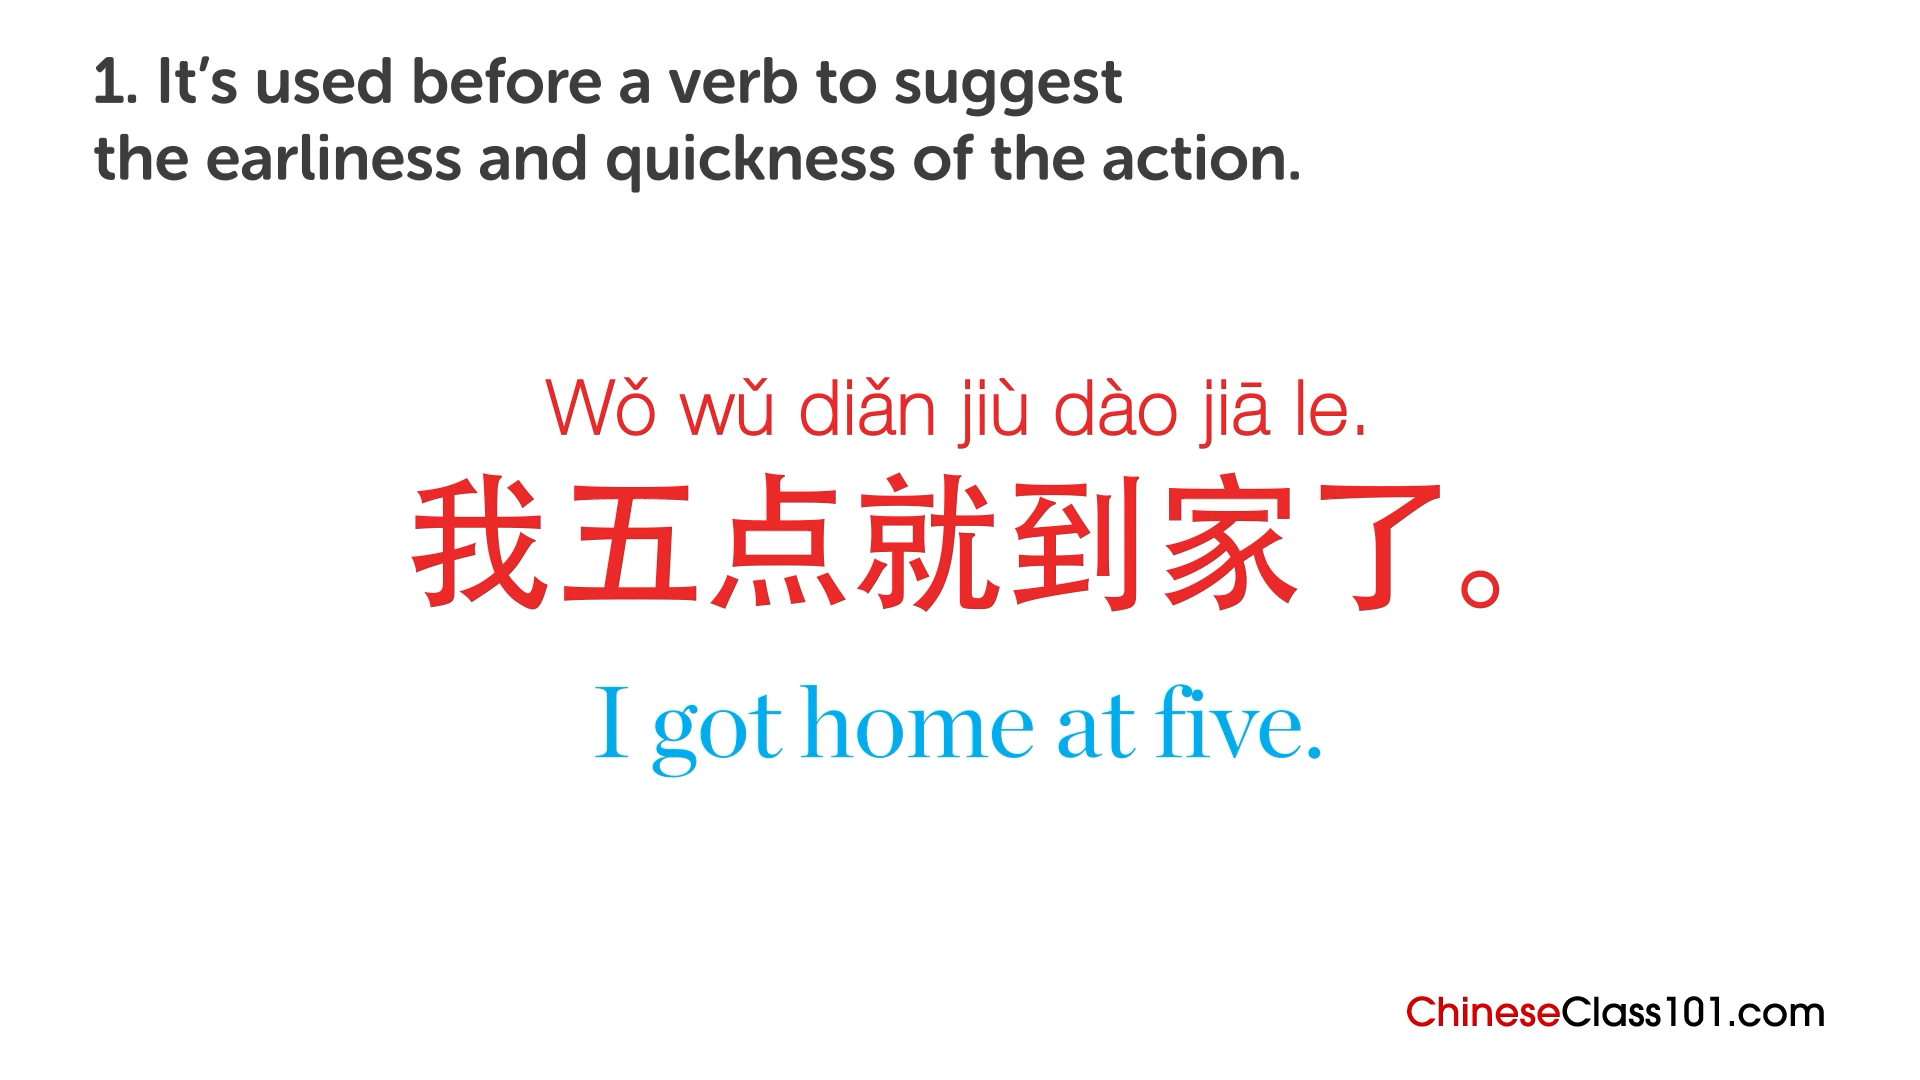 1. It’s used before a verb to suggest
the earliness and quickness of the action.
Wǒ wǔ diǎn jiù dào jiā le.
我五点就到家了。
I got home at five.
ChineseClass101.com